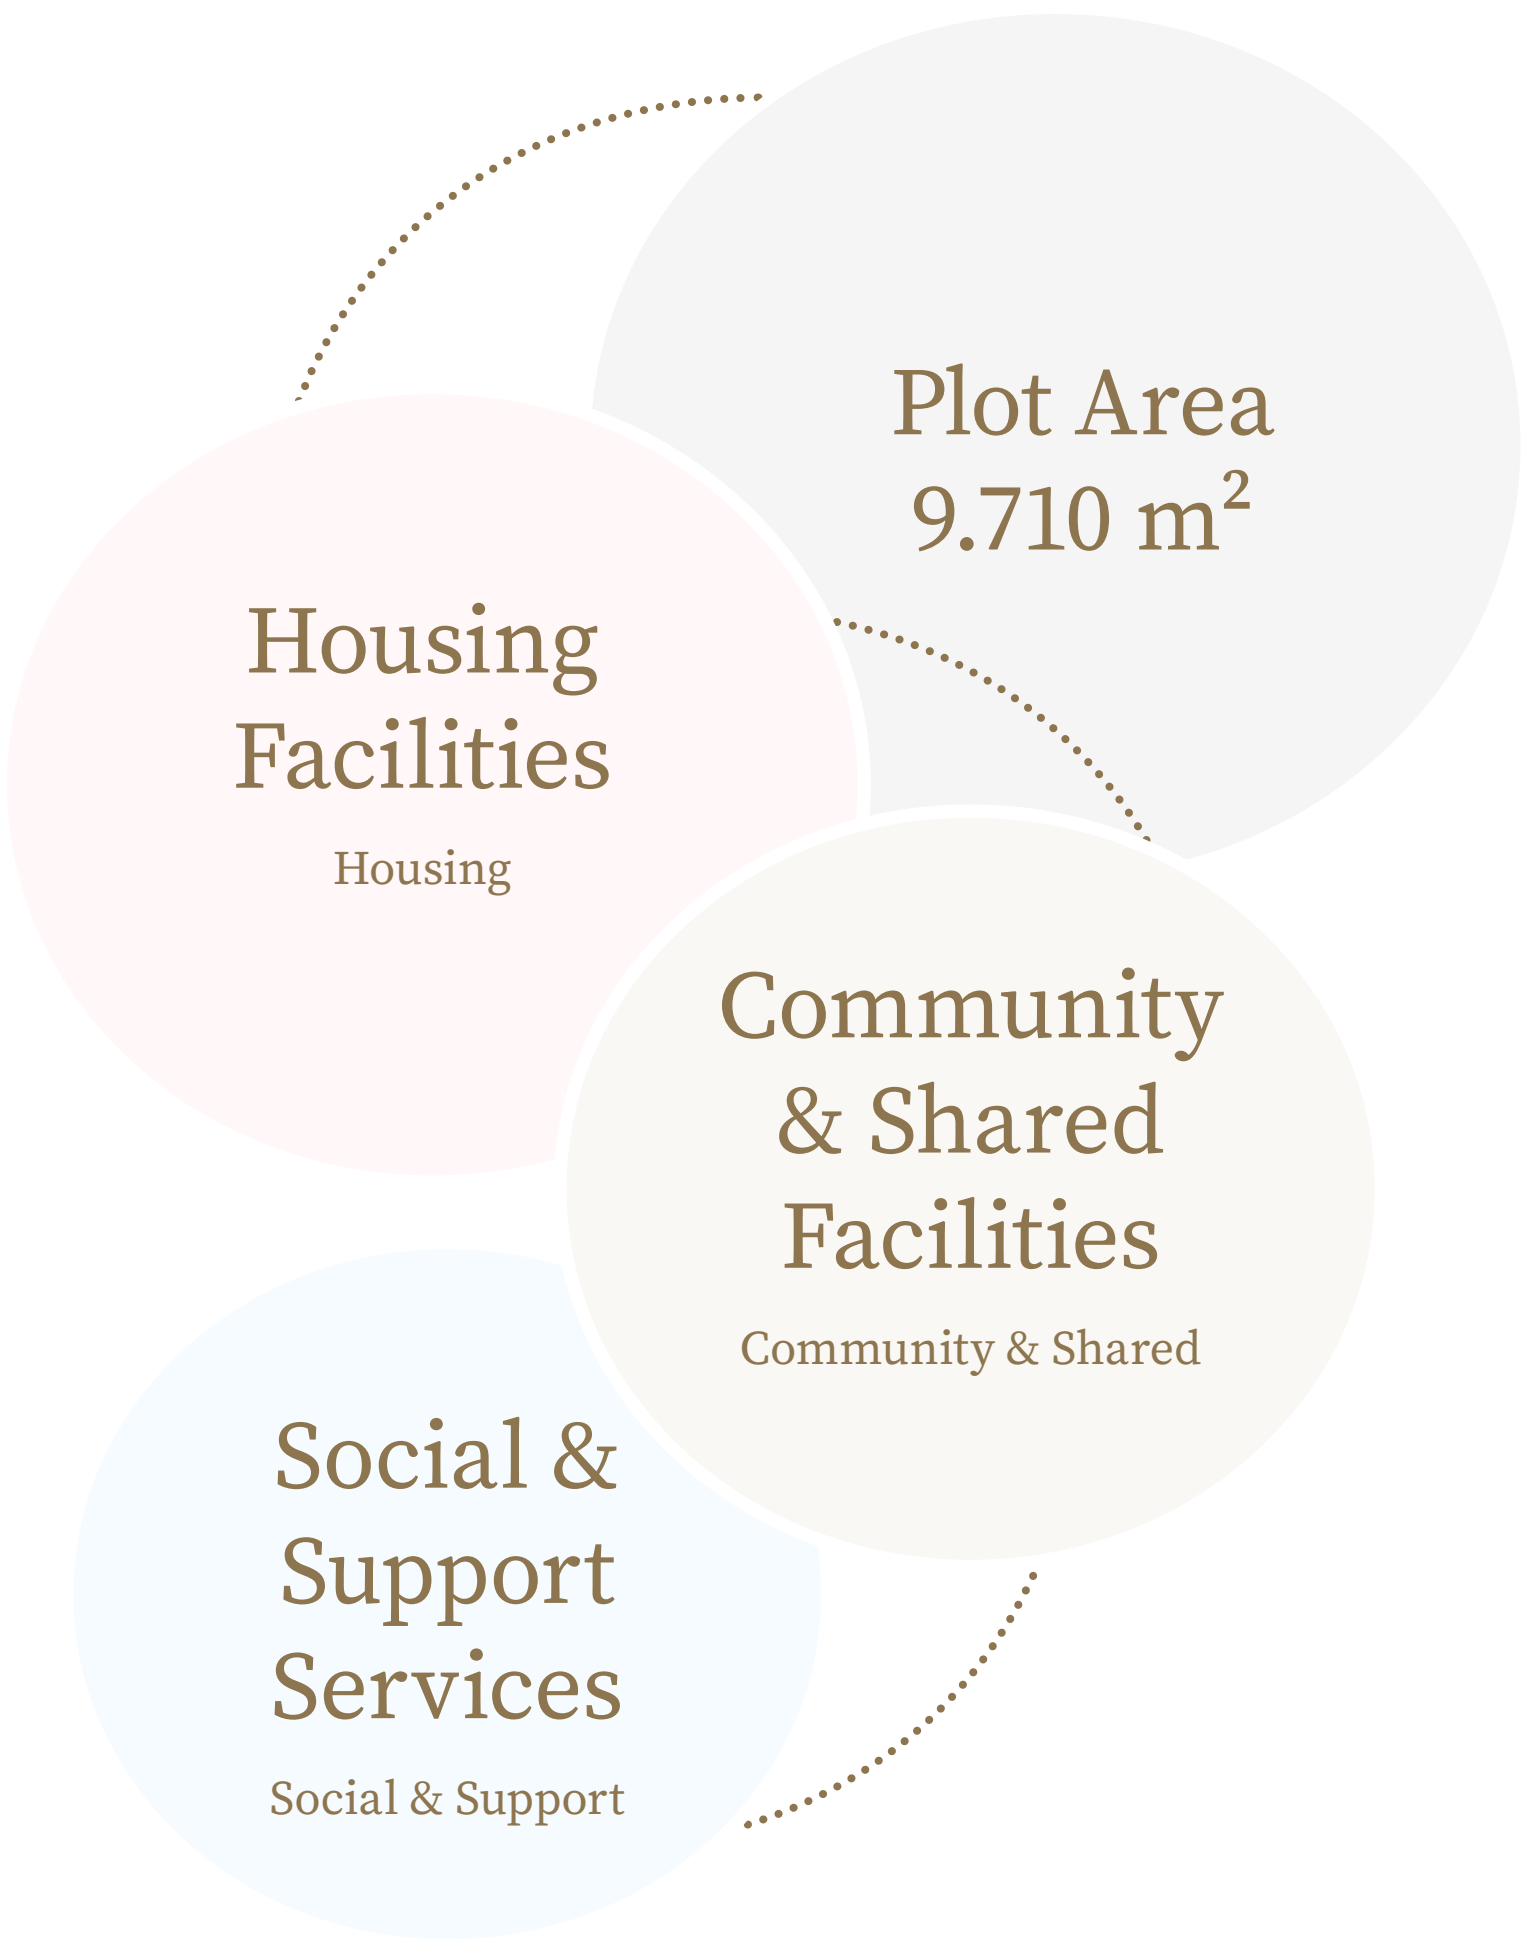 Plot Area
9.710 m²
Housing
Facilities
Housing
Community
& Shared
Facilities
Community & Shared
Social &
Support
Services
Social & Support